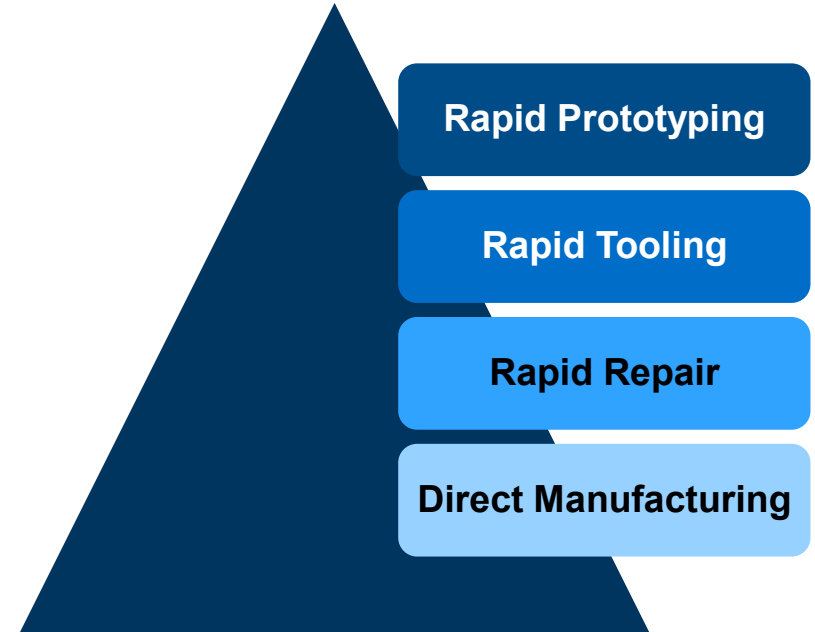 Rapid Prototyping
Rapid Tooling
Rapid Repair
Direct Manufacturing